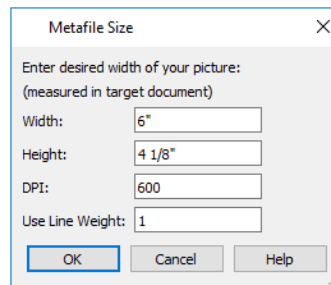 Metafile Size
Enter desired width of your picture:
(measured in target document)
Width: 6"
Height: 4 1/8"
DPI: 600
Use Line Weight: 1
OK Cancel Help